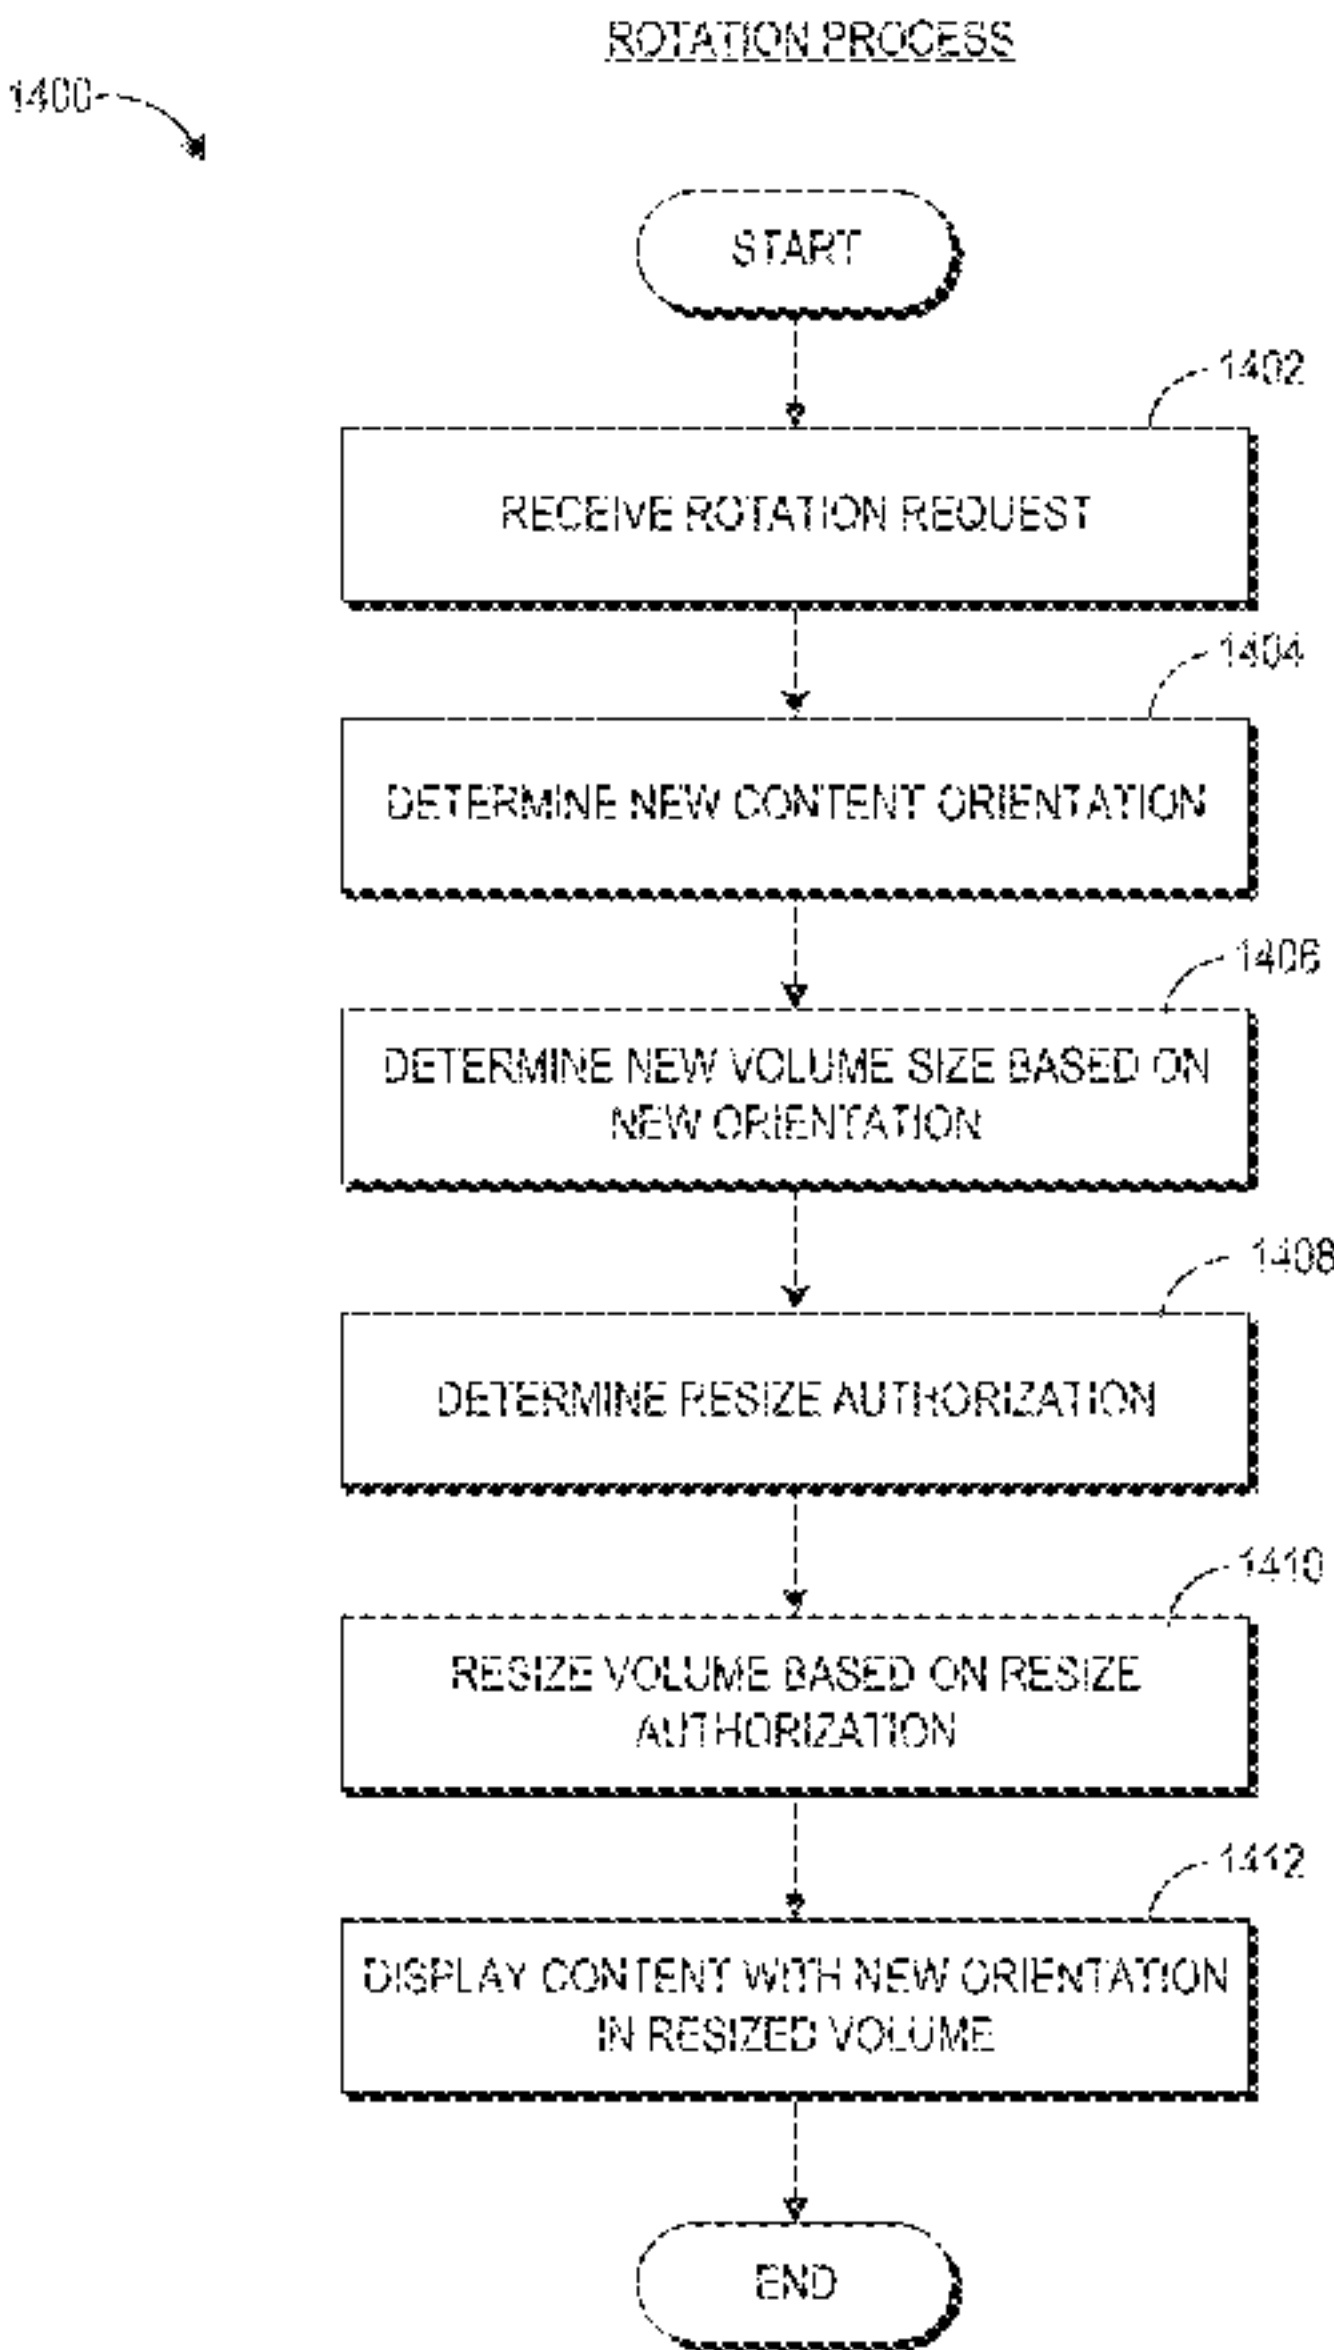 ROTATION PROCESS
1400
START
1402
RECEIVE ROTATION REQUEST
1404
DETERMINE NEW CONTENT ORIENTATION
1406
DETERMINE NEW VOLUME SIZE BASED ON
NEW ORIENTATION
1408
DETERMINE RESIZE AUTHORIZATION
1410
RESIZE VOLUME BASED ON RESIZE
AUTHORIZATION
1412
DISPLAY CONTENT WITH NEW ORIENTATION
IN RESIZED VOLUME
END